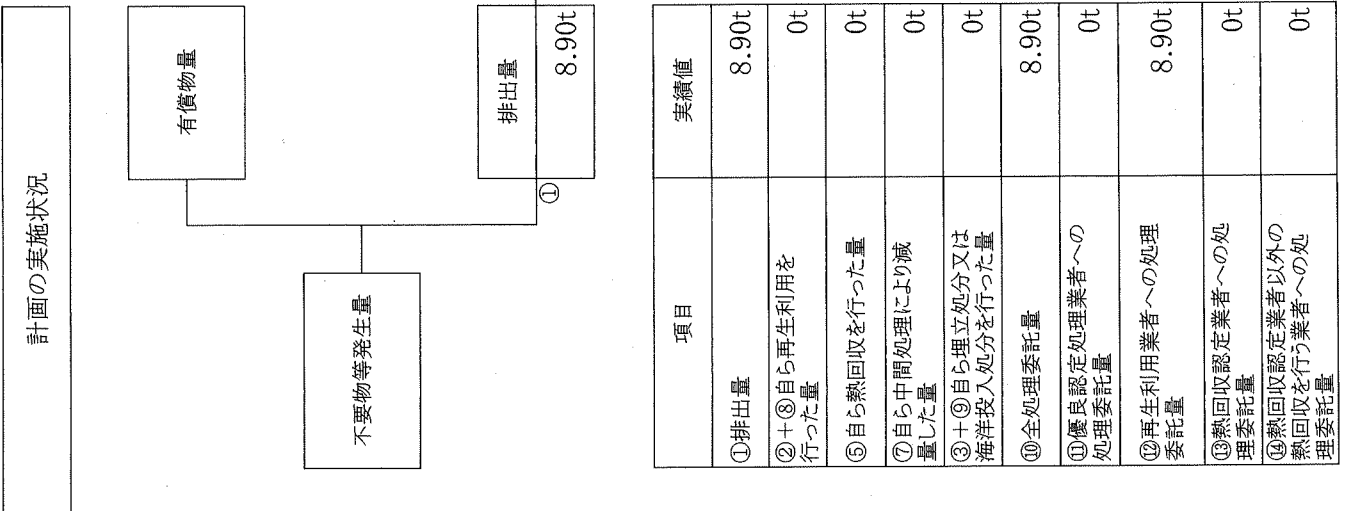 計画の実施状況
有償物量
不要物等発生量
①
排出量
8.90t
項目
実績値
①排出量
8.90t
②+⑧自ら再生利用を
行った量
0t
⑤自ら熱回収を行った量
0t
⑦自ら中間処理により減
量した量
0t
③+⑨自ら埋立処分又は
海洋投入処分を行った量
0t
⑩全処理委託量
8.90t
⑪優良認定処理業者への
処理委託量
0t
⑫再生利用業者への処理
委託量
8.90t
⑬熱回収認定業者への処
理委託量
0t
⑭熱回収認定業者以外の
熱回収を行う業者への処
理委託量
0t